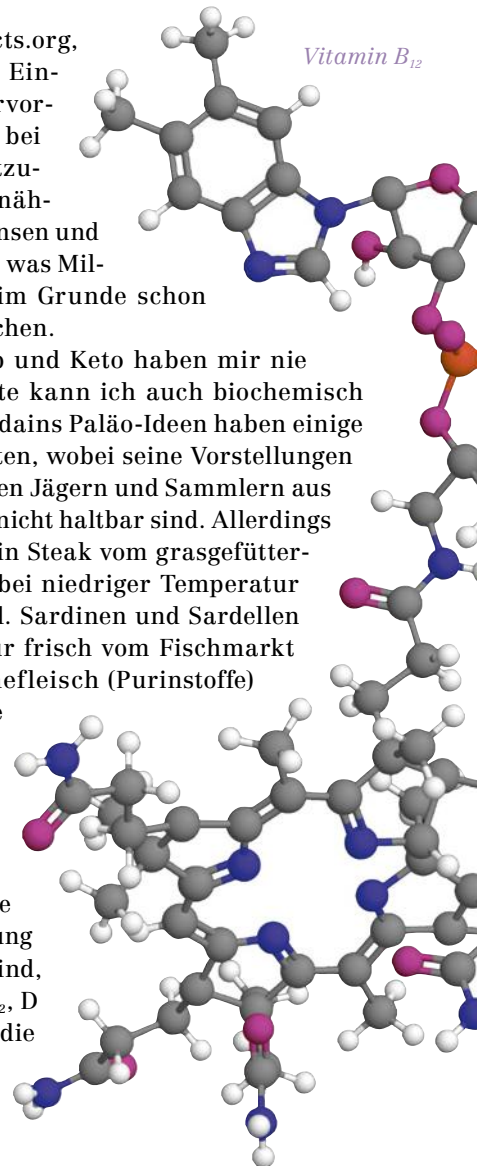 Vitamin B₁₂
cts.org,
Ein-
rvor-
bei
tzu-
näh-
nsen und
was Mil-
im Grunde schon
chen.
o und Keto haben mir nie
te kann ich auch biochemisch
dains Paläo-Ideen haben einige
ten, wobei seine Vorstellungen
en Jägern und Sammlern aus
nicht haltbar sind. Allerdings
in Steak vom grasgefütter-
bei niedriger Temperatur
l. Sardinen und Sardellen
ur frisch vom Fischmarkt
efleisch (Purinstoffe)
e
e
ung
ind,
₂, D
die